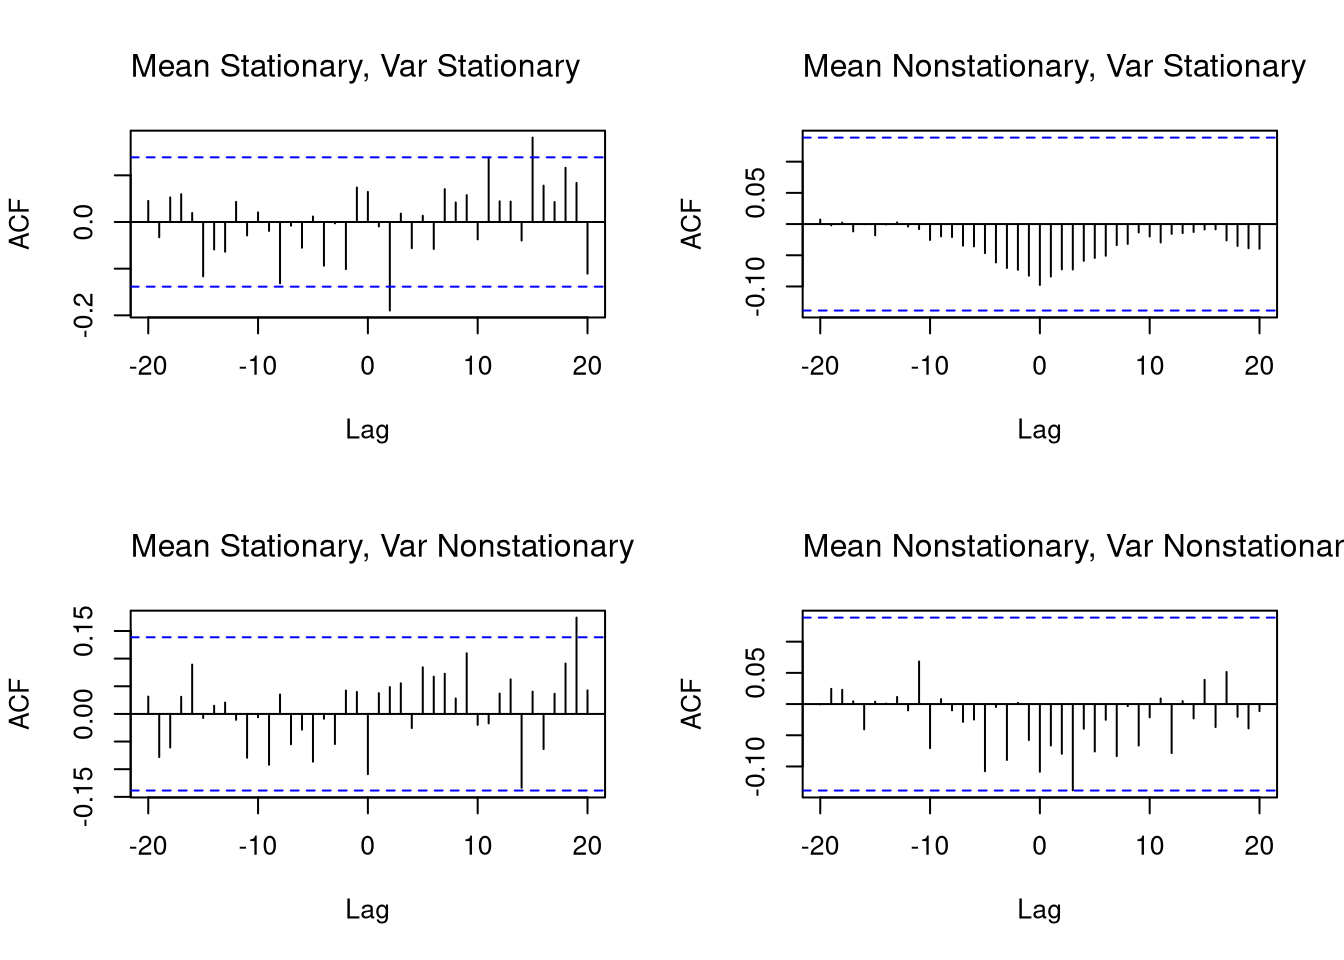 Mean Stationary, Var Stationary
ACF
0.0
-0.2
-20 -10 0 10 20
Lag
Mean Nonstationary, Var Stationary
ACF
0.05
-0.10
-20 -10 0 10 20
Lag
Mean Stationary, Var Nonstationary
ACF
0.15
0.00
-0.15
-20 -10 0 10 20
Lag
Mean Nonstationary, Var Nonstationar
ACF
0.05
-0.10
-20 -10 0 10 20
Lag